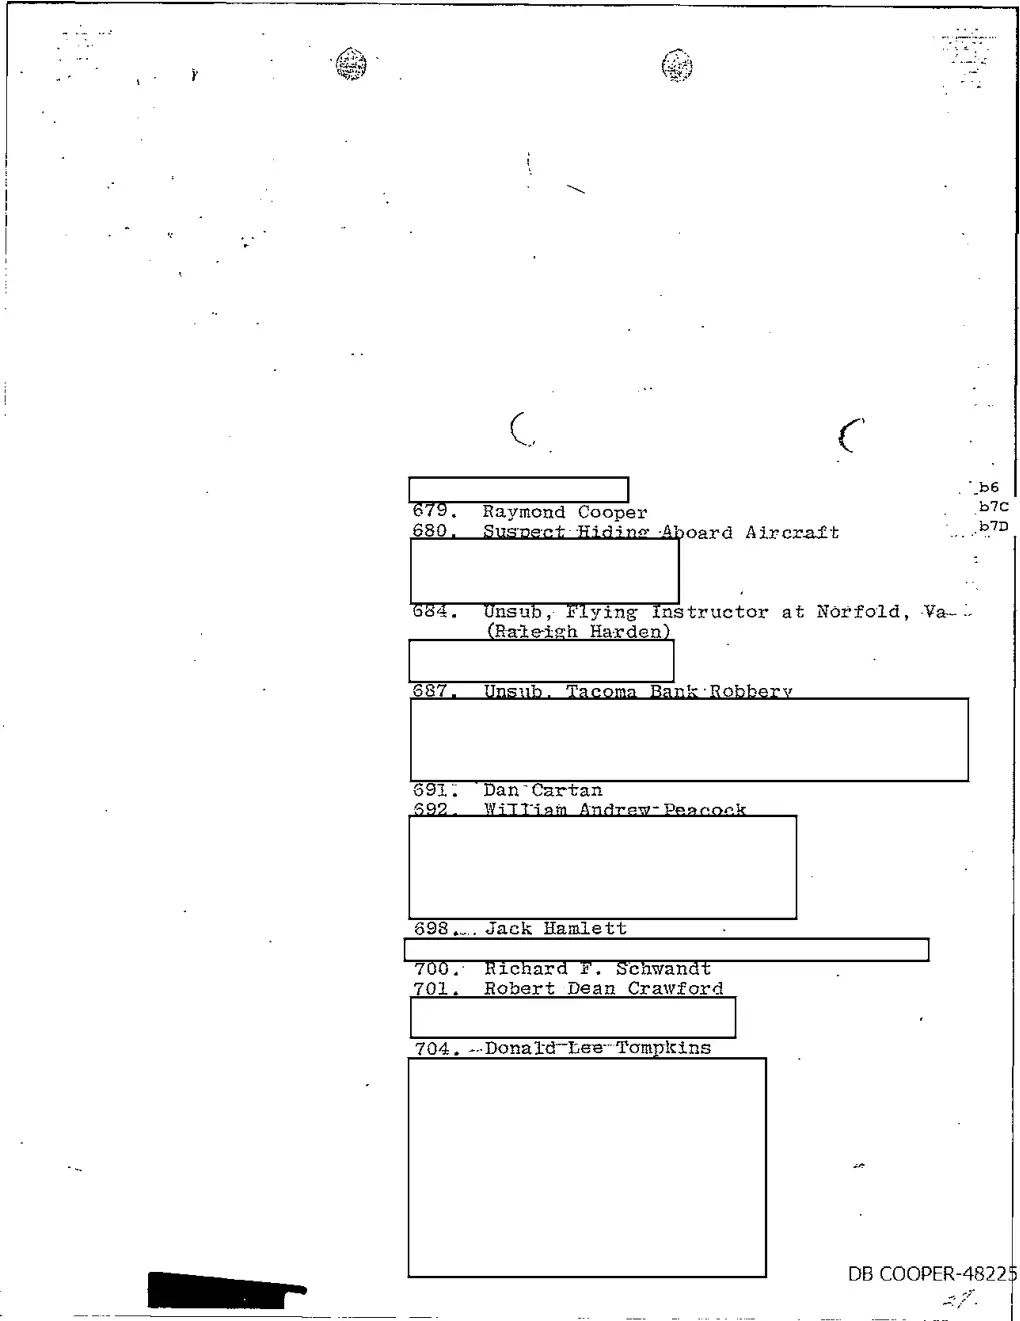 b6
679. Raymond Cooper
b7C
680. Suspect Hiding Aboard Aircraft
b7D
684. Unsub, Flying Instructor at Norfold, Va.
(Raleigh Harden)
687. Unsub, Tacoma Bank Robbery
691. Dan Cartan
692. William Andrew Peacock
698. Jack Hamlett
700. Richard F. Schwandt
701. Robert Dean Crawford
704. Donald Lee Tompkins
DB COOPER-48225